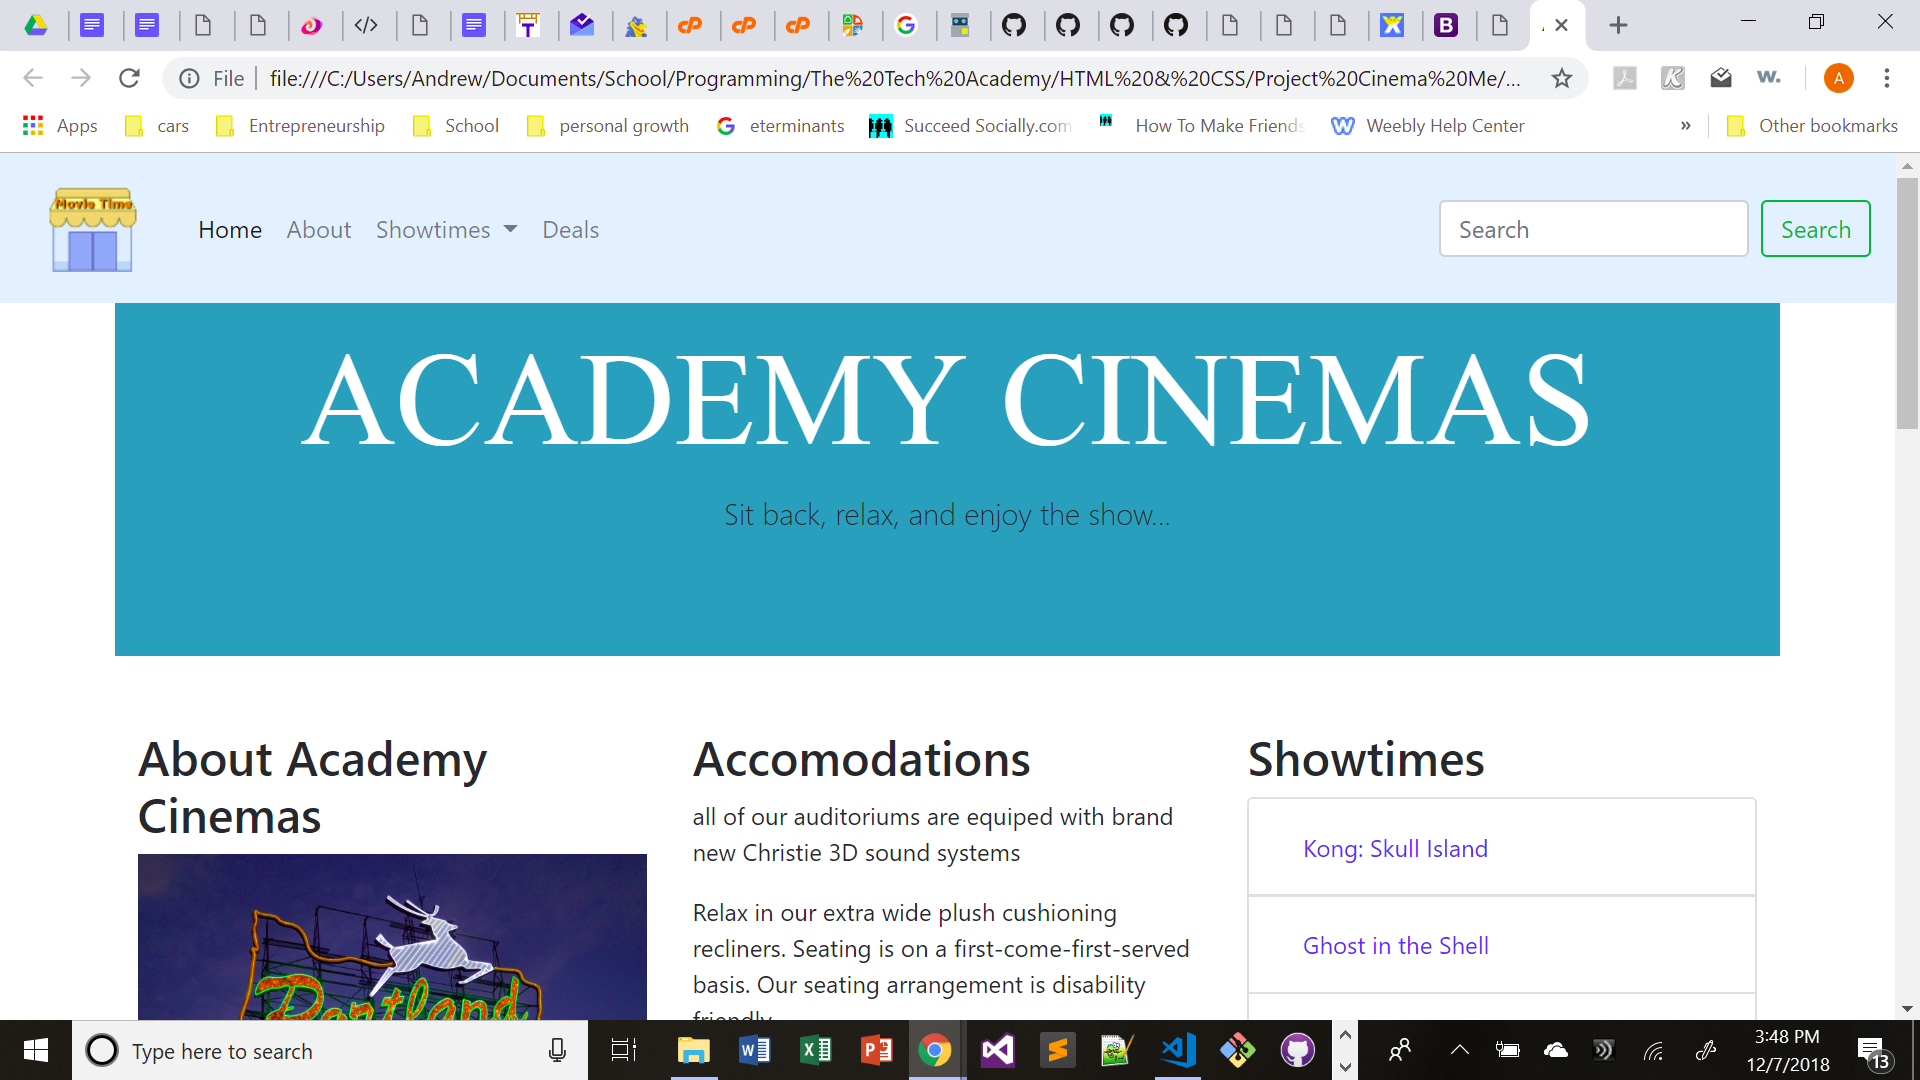 File
file:///C:/Users/Andrew/Documents/School/Programming/The%20Tech%20Academy/HTML%20&%20CSS/Project%20Cinema%20Me/...
A
Apps
cars
Entrepreneurship
School
personal growth
eterminants
Succeed Socially.com
How To Make Friends
Weebly Help Center
»
Other bookmarks
Movie Time
Home
About
Showtimes
Deals
Search
Search
ACADEMY CINEMAS
Sit back, relax, and enjoy the show...
About Academy
Cinemas
Portland
Accomodations
all of our auditoriums are equiped with brand
new Christie 3D sound systems
Relax in our extra wide plush cushioning
recliners. Seating is on a first-come-first-served
basis. Our seating arrangement is disability
friendly
Showtimes
Kong: Skull Island
Ghost in the Shell
Type here to search
3:48 PM
12/7/2018
13